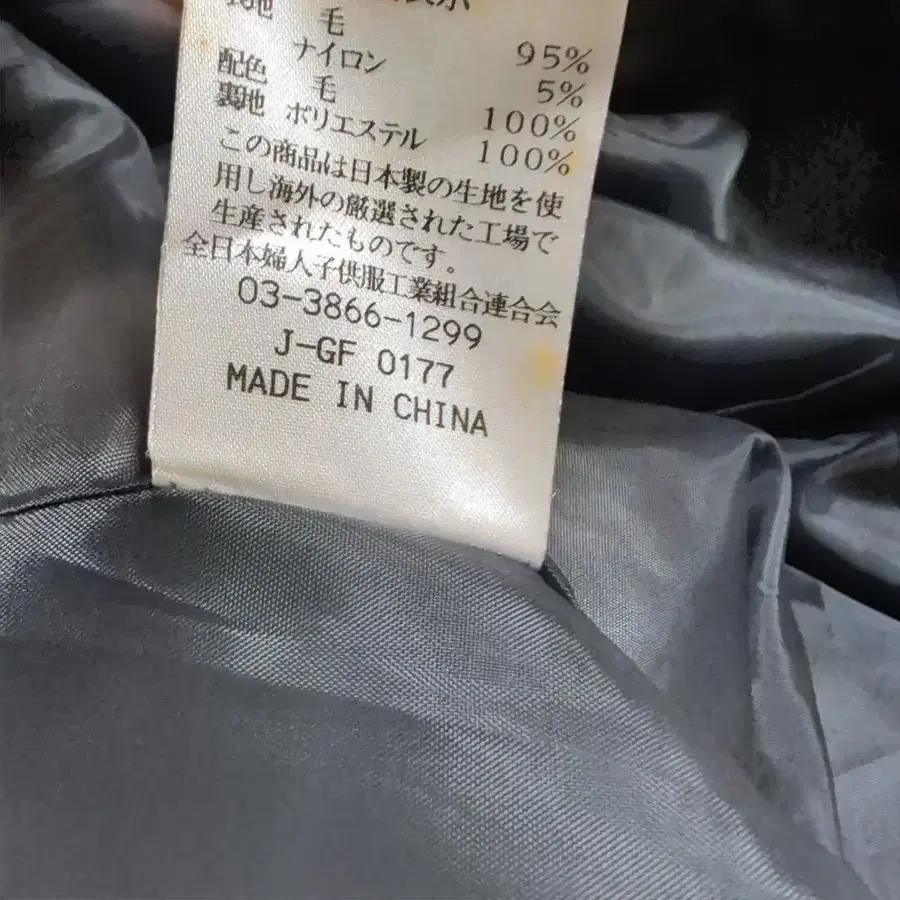 表地 毛 95%
ナイロン 5%
配色 毛 100%
裏地 ポリエステル 100%
この商品は日本製の生地を使
用し海外の厳選された工場で
生産されたものです。
全日本婦人子供服工業組合連合会
03-3866-1299
J-GF 0177
MADE IN CHINA